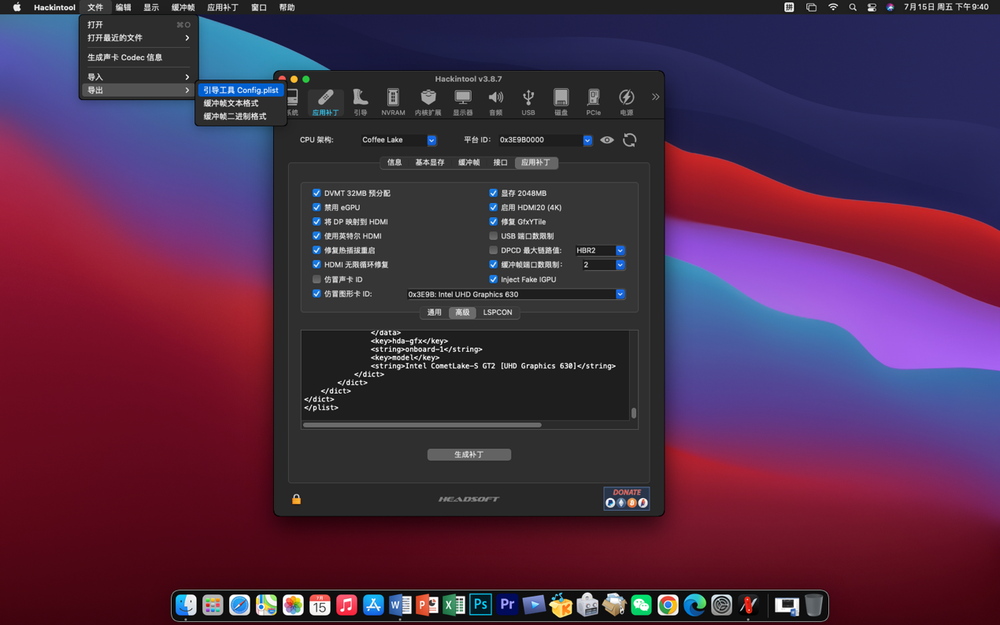 Hackintool 文件 编辑 显示 缓冲帧 应用补丁 窗口 帮助 拼 7月15日 周五 下午9:40
打开 ⌘O
打开最近的文件
生成声卡 Codec 信息
导入
导出
引导工具 Config.plist
缓冲帧文本格式
缓冲帧二进制格式
Hackintool v3.8.7
系统 应用补丁 引导 NVRAM 内核扩展 显示器 音频 USB 磁盘 PCIe 电源
CPU 架构: Coffee Lake 平台 ID: 0x3E9B0000
信息 基本显存 缓冲帧 接口 应用补丁
DVMT 32MB 预分配 显存 2048MB
禁用 eGPU 启用 HDMI20 (4K)
将 DP 映射到 HDMI 修复 GfxYTile
使用英特尔 HDMI USB 端口数限制
修复热插拔重启 DPCD 最大链路值: HBR2
HDMI 无限循环修复 缓冲帧端口数限制: 2
仿冒声卡 ID Inject Fake IGPU
仿冒图形卡 ID: 0x3E9B: Intel UHD Graphics 630
通用 高级 LSPCON
</data>
<key>hda-gfx</key>
<string>onboard-1</string>
<key>model</key>
<string>Intel CometLake-S GT2 [UHD Graphics 630]</string>
</dict>
</dict>
</dict>
</dict>
</plist>
生成补丁
HEADSOFT
DONATE
7月
15
W P X Ps Pr